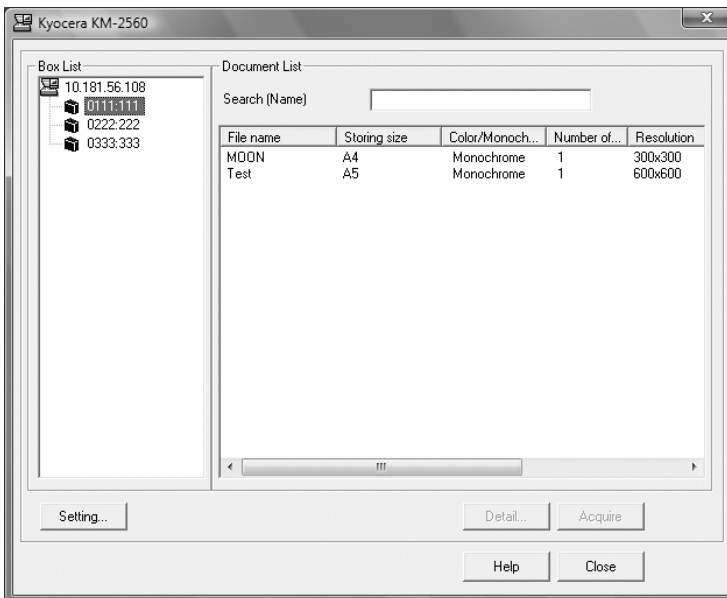 Kyocera KM-2560
x
Box List
10.181.56.108
0111:111
0222:222
0333:333
Document List
Search (Name)
File name Storing size Color/Monoch... Number of... Resolution
MOON A4 Monochrome 1 300x300
Test A5 Monochrome 1 600x600
Setting... Detail... Acquire
Help Close